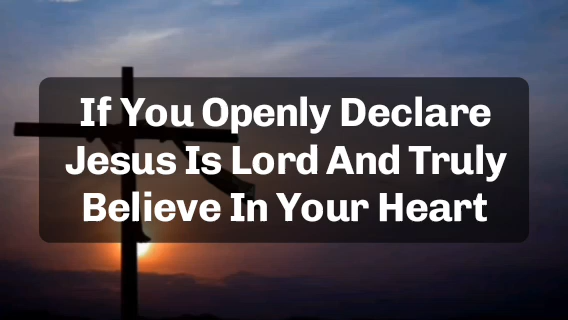 If You Openly Declare
Jesus Is Lord And Truly
Believe In Your Heart